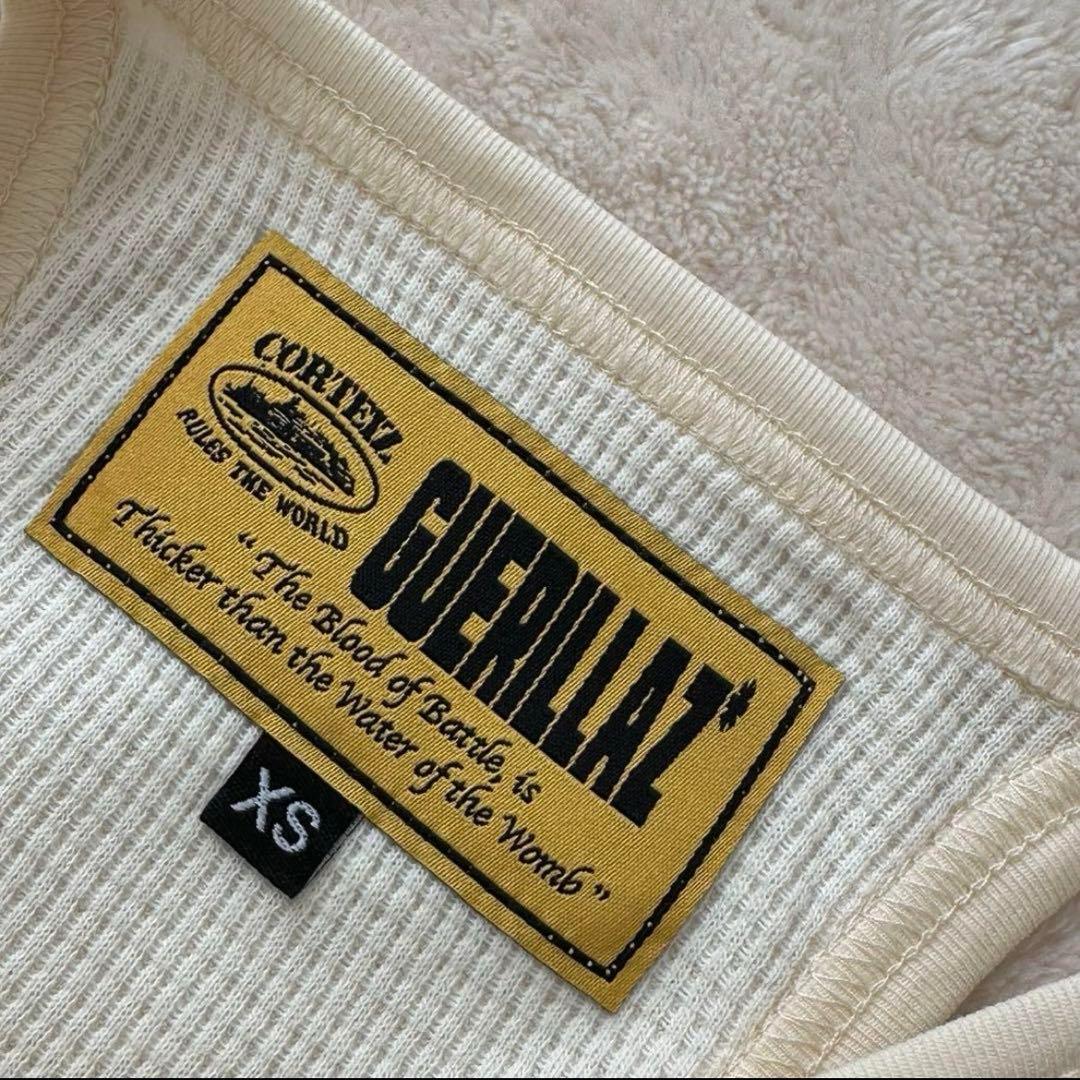 CORTEIZ
RULES THE WORLD
GUERILLAZ*
“The Blood of Battle, is
Thicker than the Water of the Womb”
XS